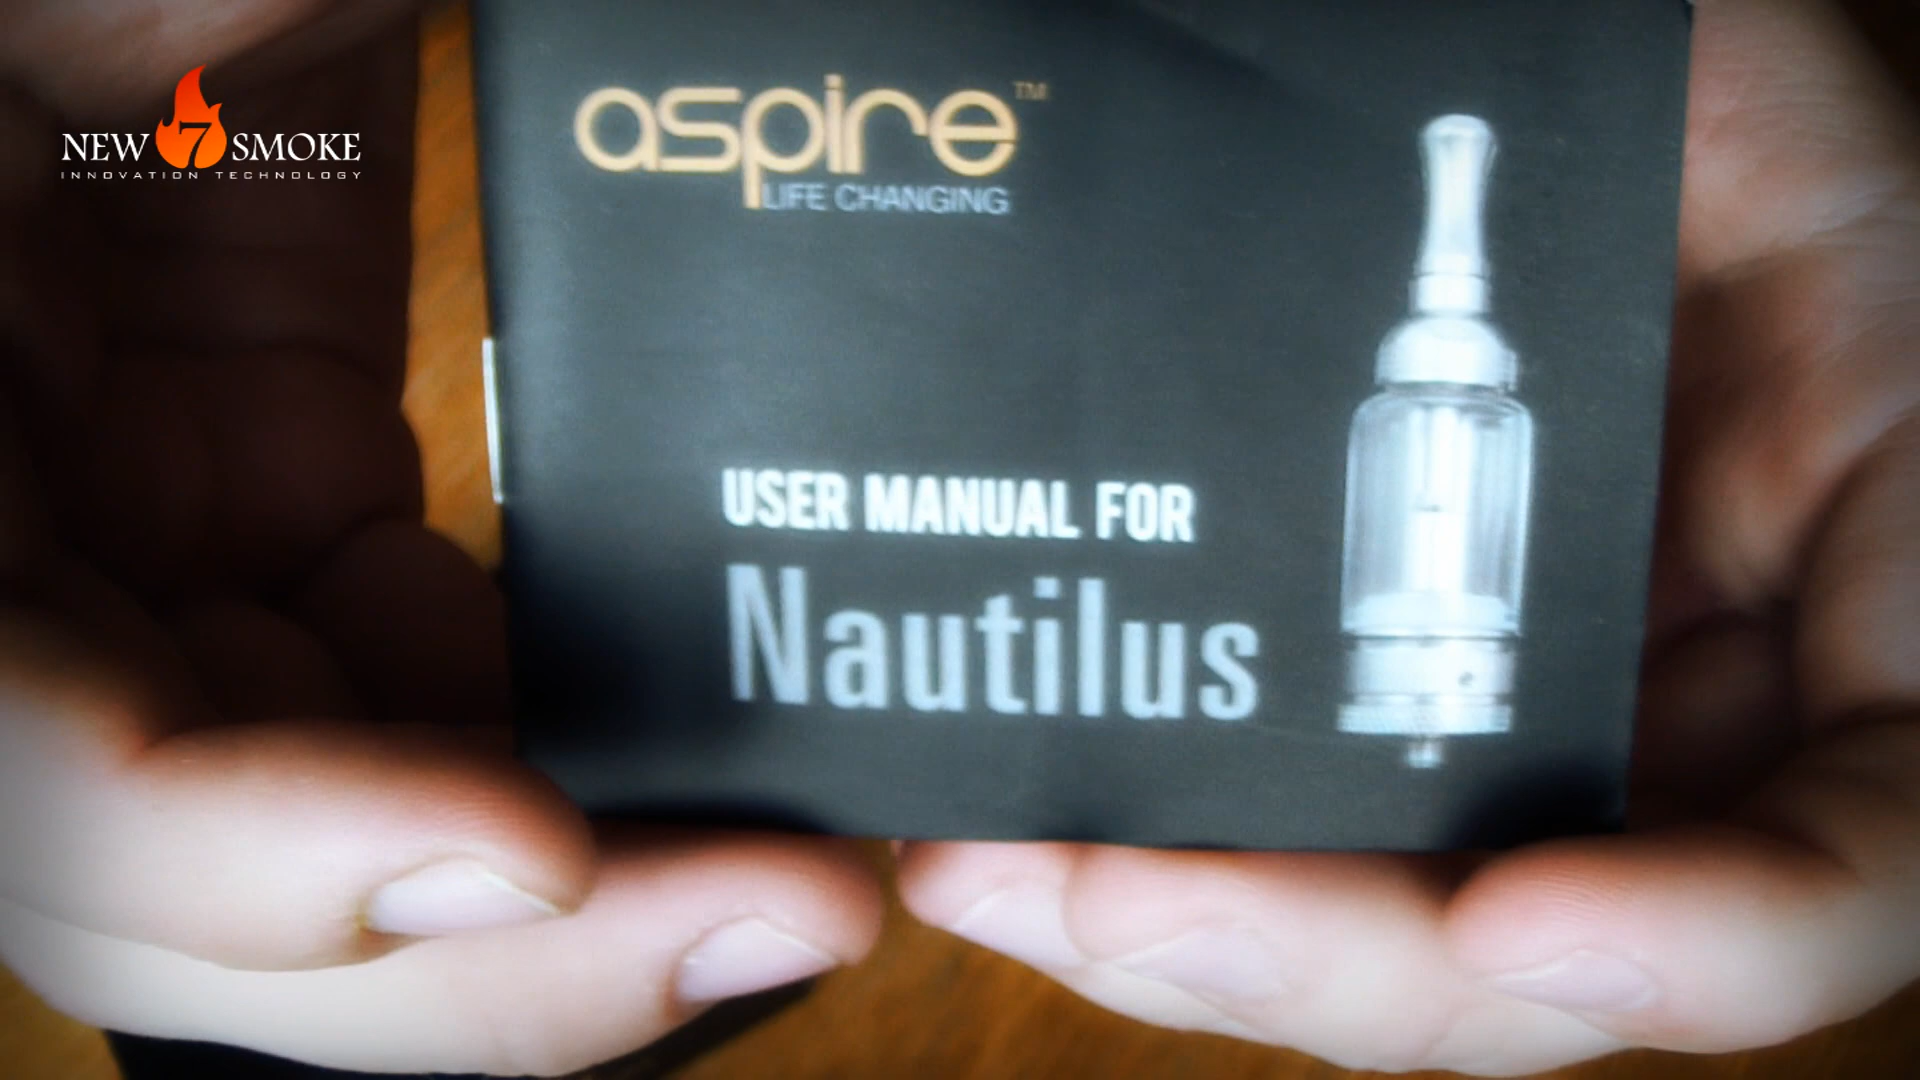 NEW 7 SMOKE
INNOVATION TECHNOLOGY
aspire™
LIFE CHANGING
USER MANUAL FOR
Nautilus